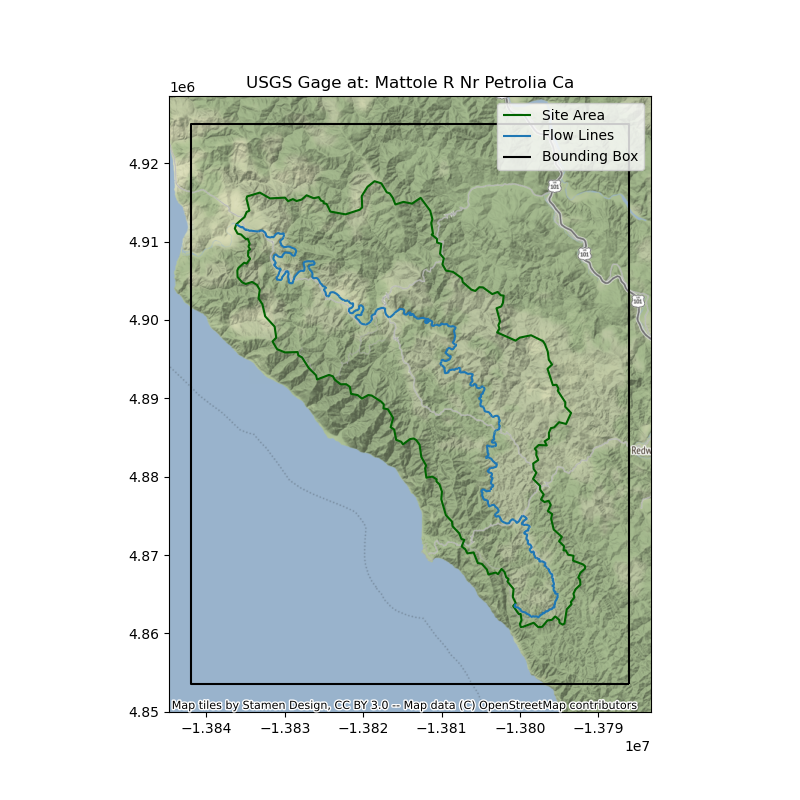 USGS Gage at: Mattole R Nr Petrolia Ca
1e6
Site Area
Flow Lines
Bounding Box
4.92
101
4.91
101
4.90
101
4.89
Redw
4.88
4.87
4.86
4.85
Map tiles by Stamen Design, CC BY 3.0 -- Map data (C) OpenStreetMap contributors
−1.384 −1.383 −1.382 −1.381 −1.380 −1.379
1e7